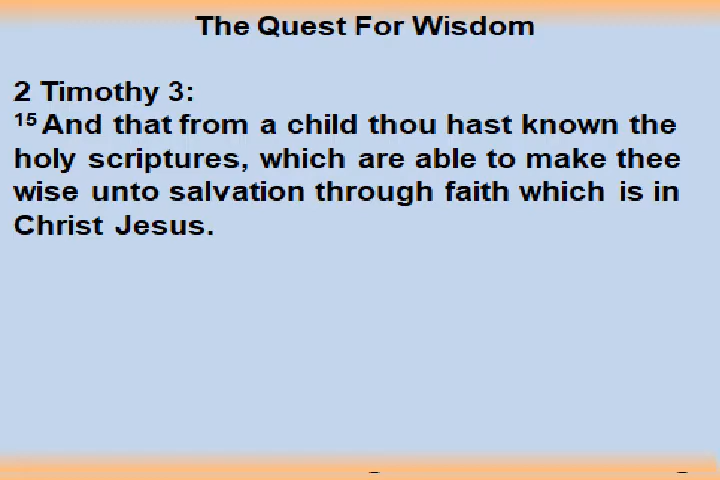 The Quest For Wisdom
2 Timothy 3:
15 And that from a child thou hast known the
holy scriptures, which are able to make thee
wise unto salvation through faith which is in
Christ Jesus.